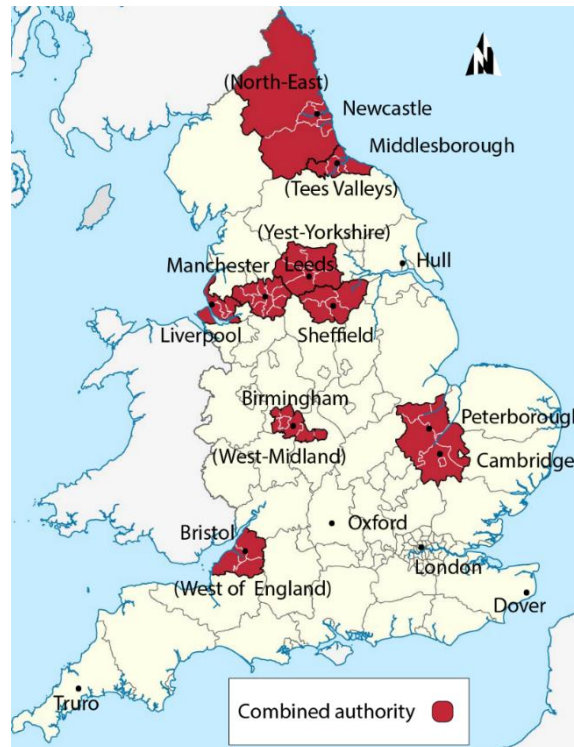 N
(North-East)
Newcastle
Middlesborough
(Tees Valleys)
(Yest-Yorkshire)
Manchester
Leeds
Hull
Liverpool
Sheffield
Birmingham
Peterborough
(West-Midland)
Cambridge
Bristol
Oxford
London
(West of England)
Dover
Truro
Combined authority